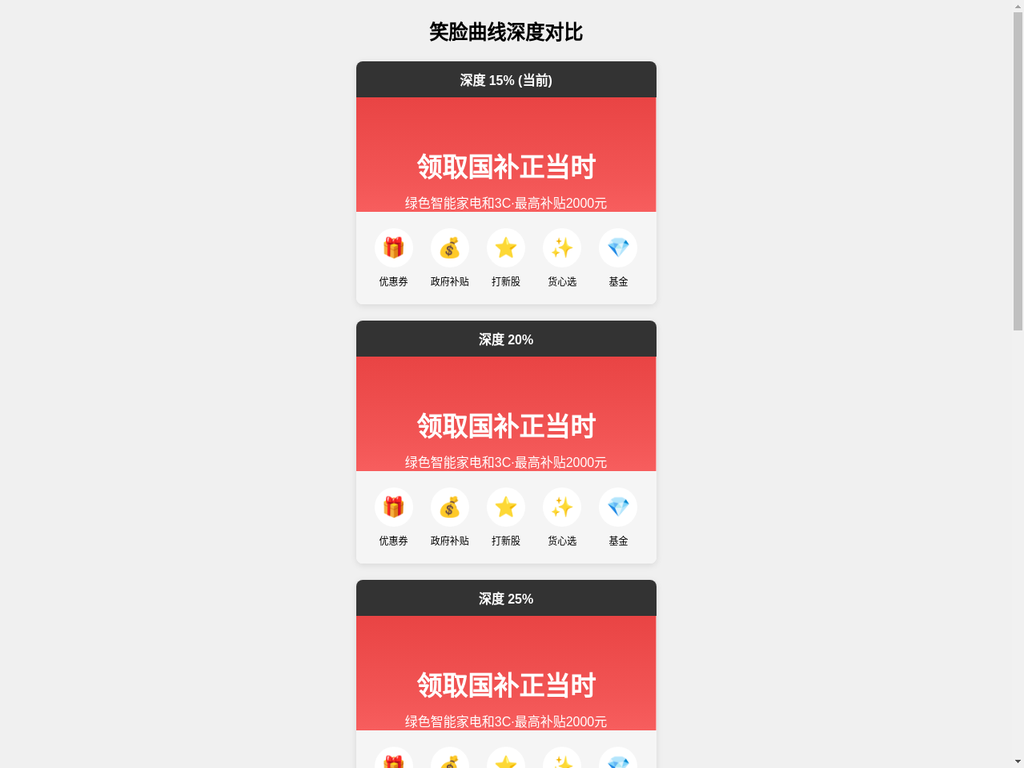 笑脸曲线深度对比
深度 15% (当前)
领取国补正当时
绿色智能家电和3C·最高补贴2000元
优惠券 政府补贴 打新股 货心选 基金
深度 20%
领取国补正当时
绿色智能家电和3C·最高补贴2000元
优惠券 政府补贴 打新股 货心选 基金
深度 25%
领取国补正当时
绿色智能家电和3C·最高补贴2000元